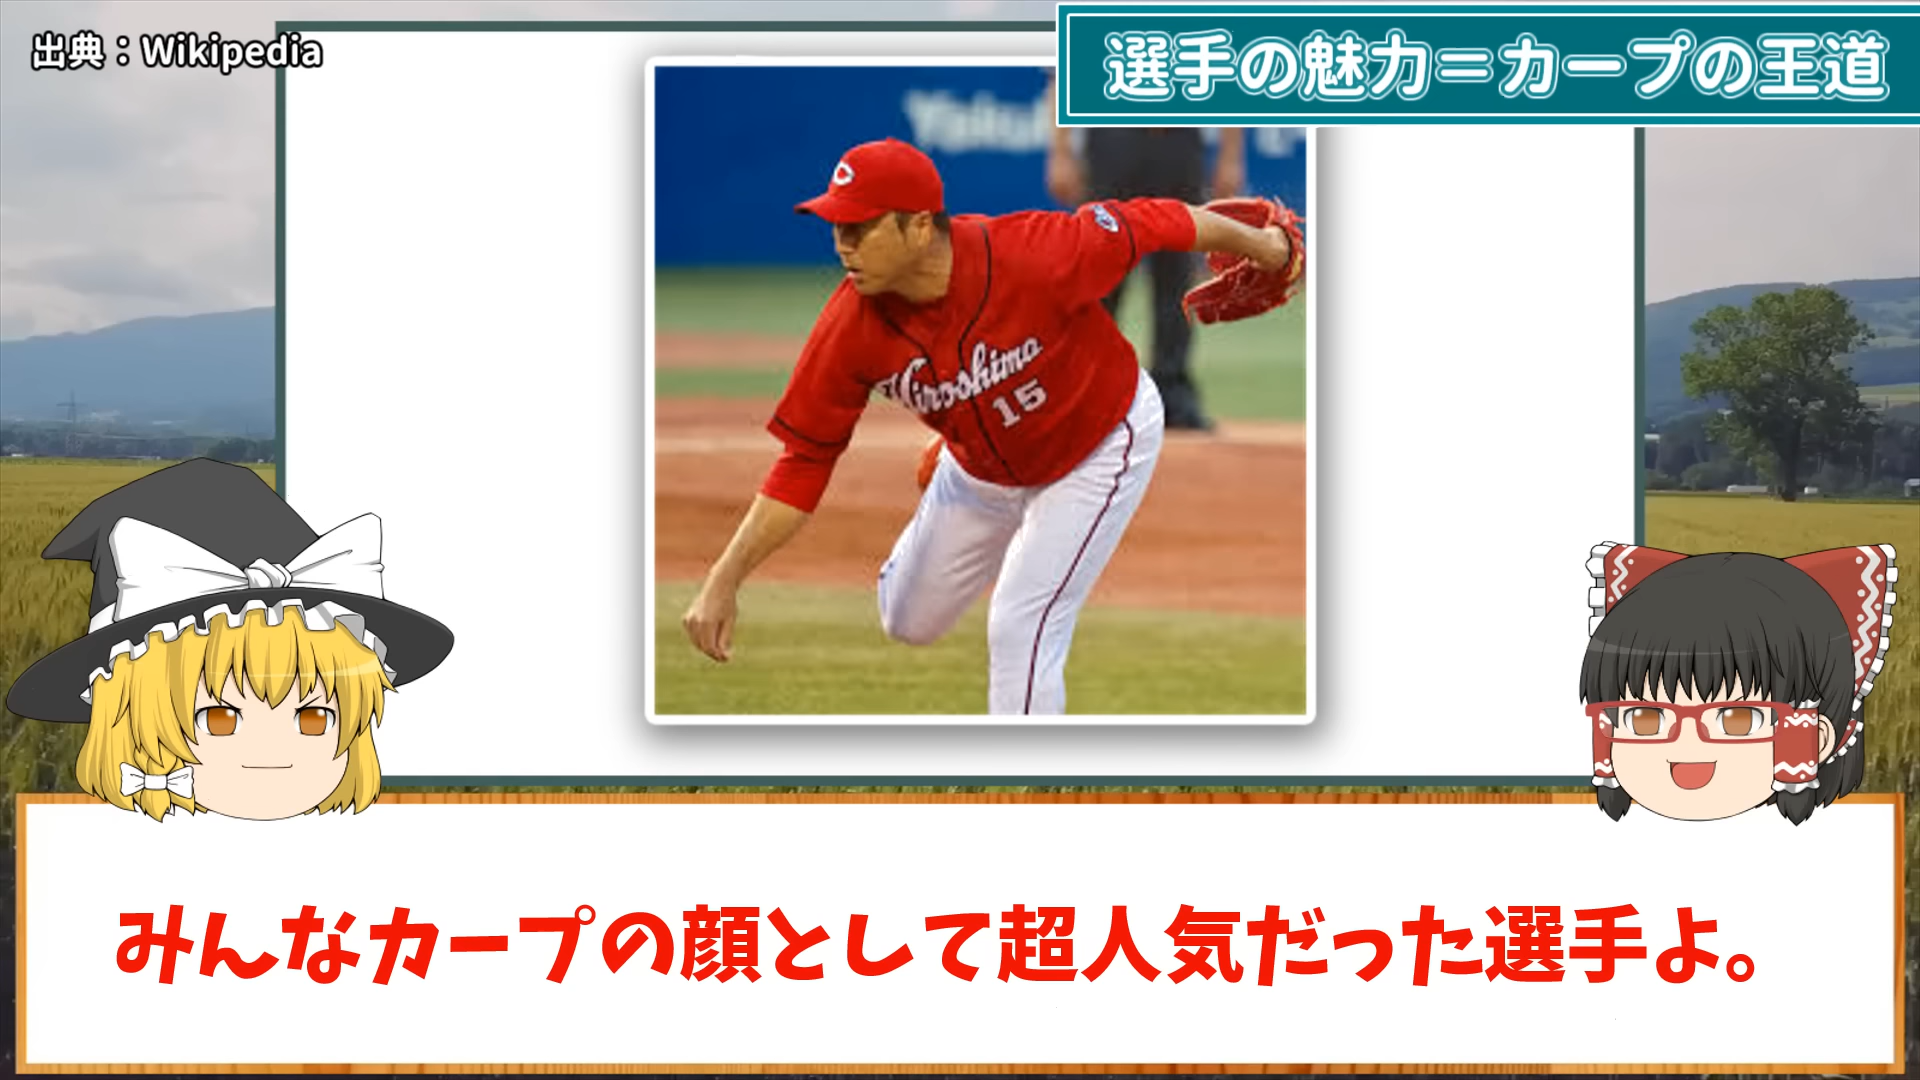 出典：Wikipedia
選手の魅力＝カープの王道
C
Hiroshima
15
みんなカープの顔として超人気だった選手よ。